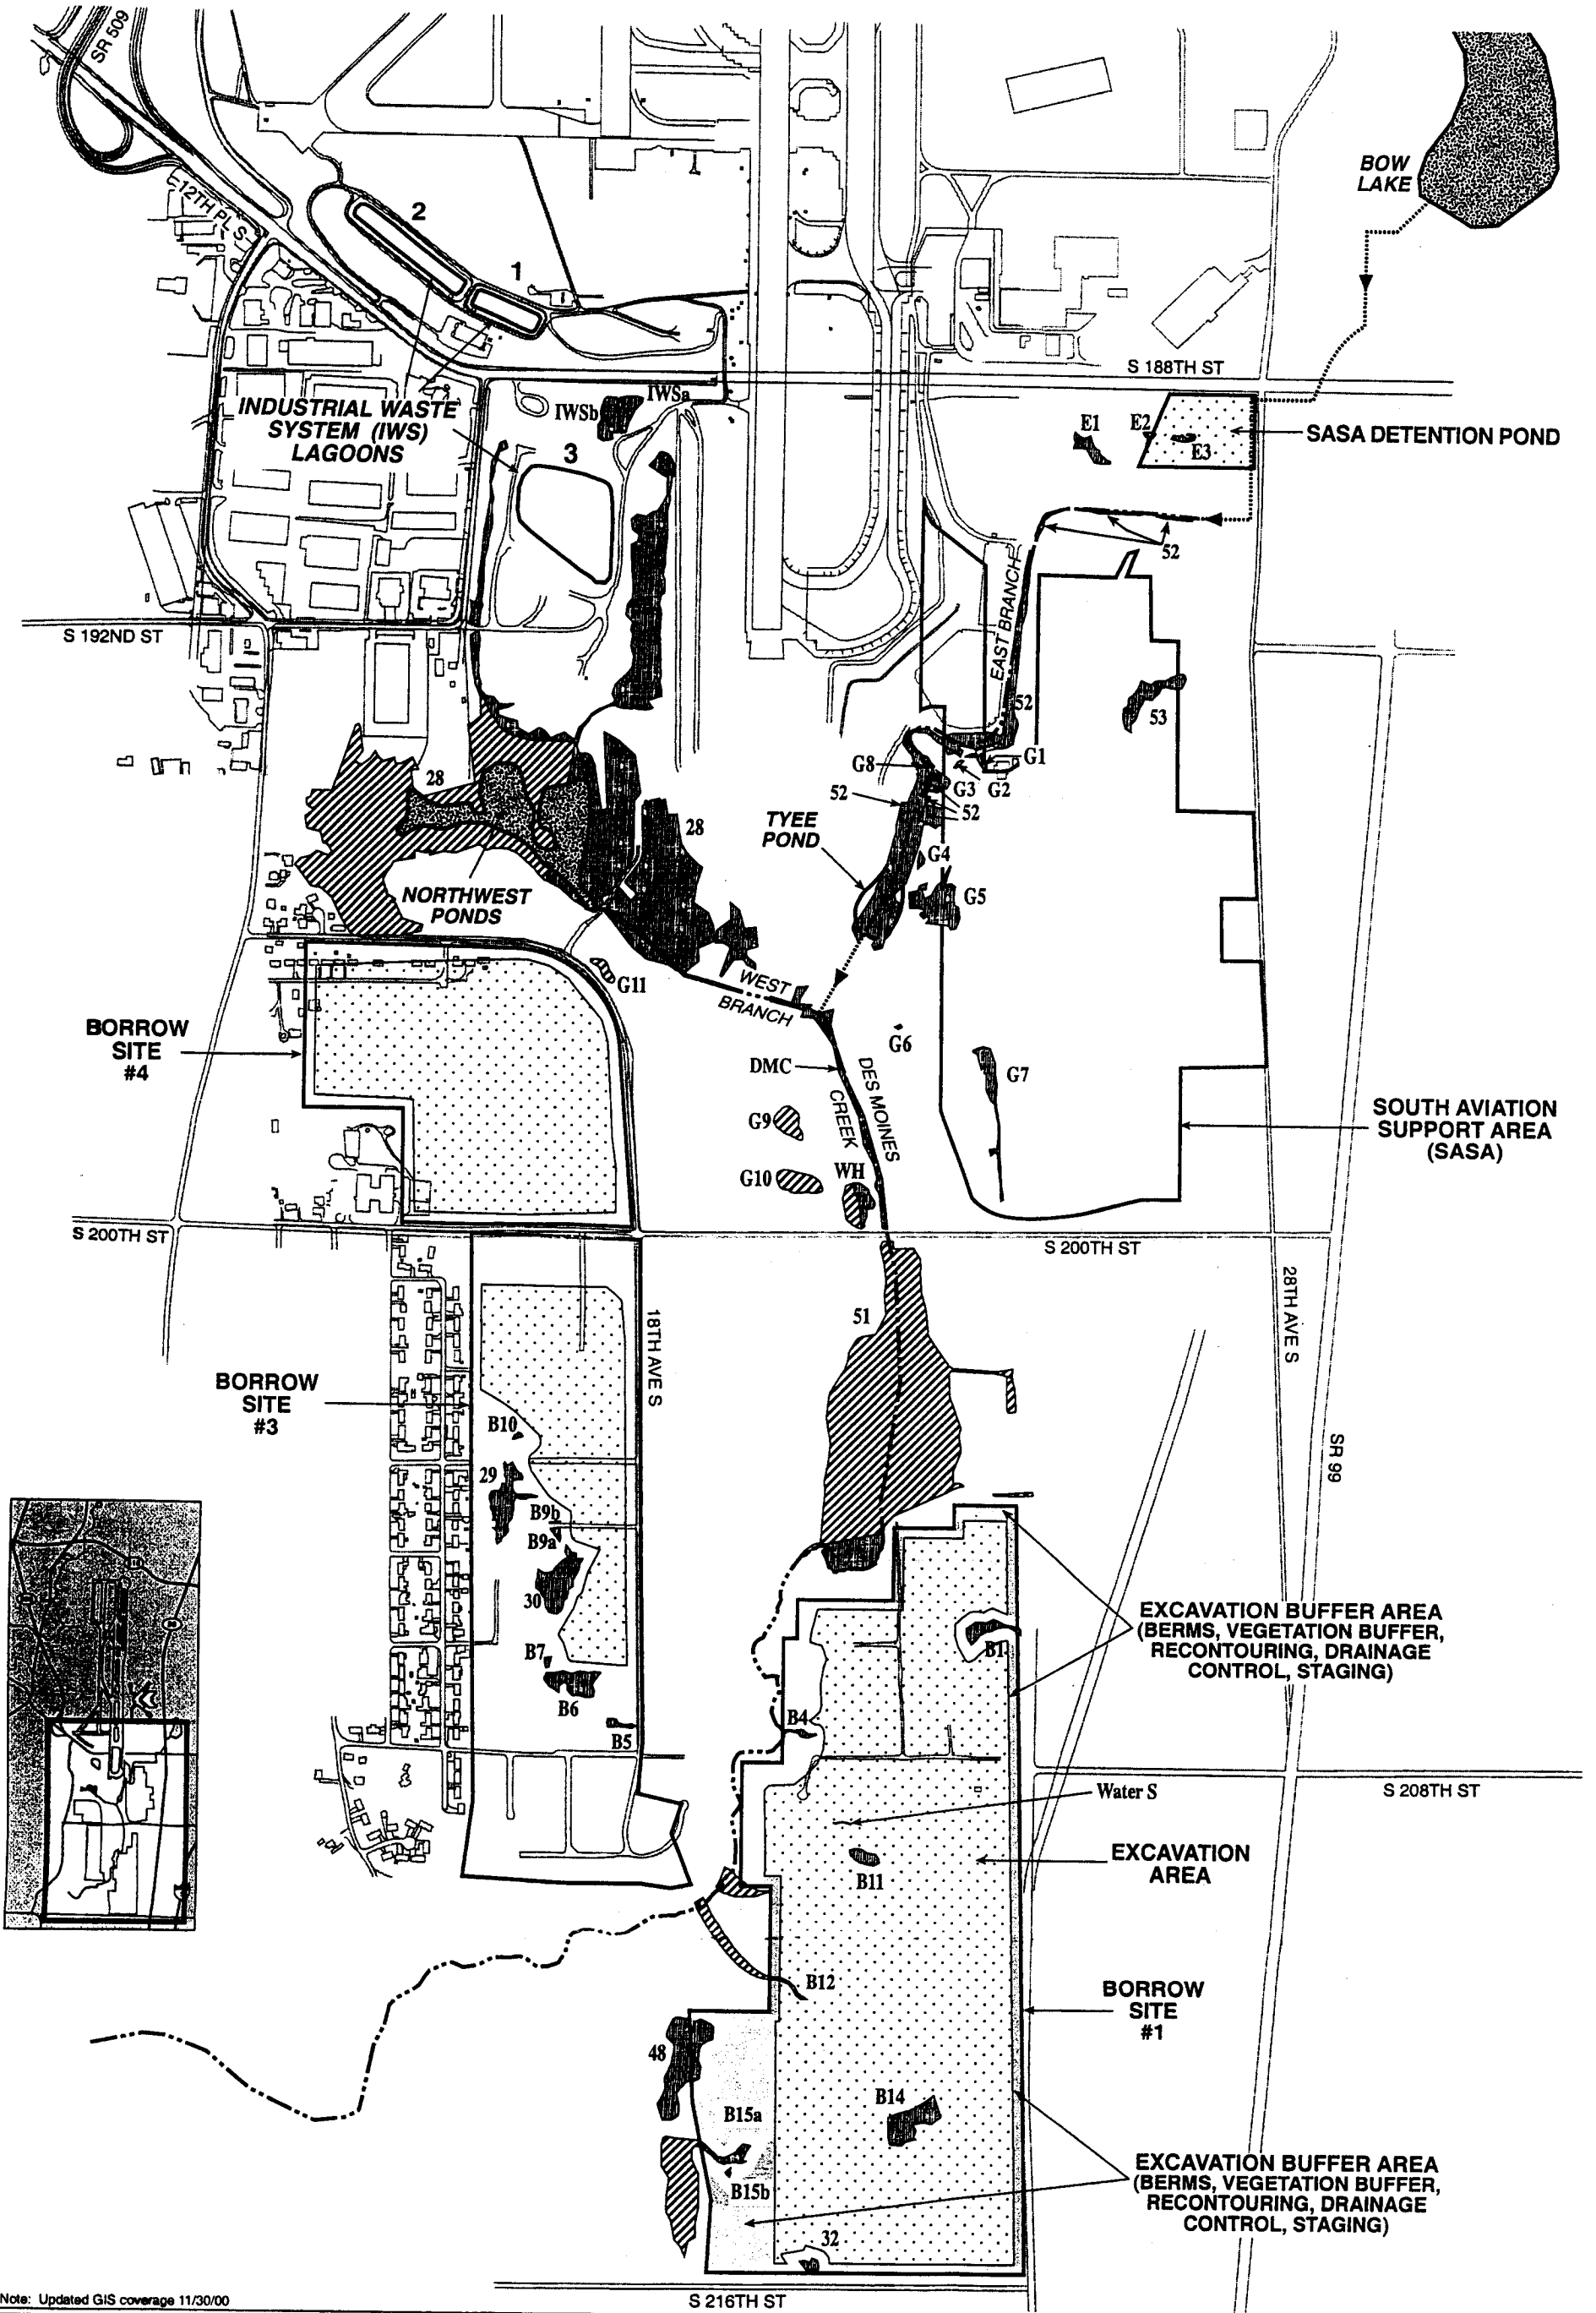 SR 509
BOW
LAKE
12TH PL S
2
1
S 188TH ST
IWSa
IWSb
INDUSTRIAL WASTE
SYSTEM (IWS)
LAGOONS
3
E1
E2
E3
SASA DETENTION POND
52
EAST BRANCH
S 192ND ST
52
53
G1
G8
G3
G2
28
52
52
TYEE
POND
28
G4
G5
NORTHWEST
PONDS
G11
WEST
BRANCH
BORROW
SITE
#4
G6
DMC
DES MOINES
CREEK
G7
G9
SOUTH AVIATION
SUPPORT AREA
(SASA)
G10
WH
S 200TH ST
S 200TH ST
28TH AVE S
51
18TH AVE S
BORROW
SITE
#3
B10
SR 99
29
B9b
B9a
30
EXCAVATION BUFFER AREA
(BERMS, VEGETATION BUFFER,
RECONTOURING, DRAINAGE
CONTROL, STAGING)
B1
B7
B6
B4
B5
Water S
S 208TH ST
EXCAVATION
AREA
B11
B12
BORROW
SITE
#1
48
B14
B15a
B15b
EXCAVATION BUFFER AREA
(BERMS, VEGETATION BUFFER,
RECONTOURING, DRAINAGE
CONTROL, STAGING)
32
Note: Updated GIS coverage 11/30/00
S 216TH ST